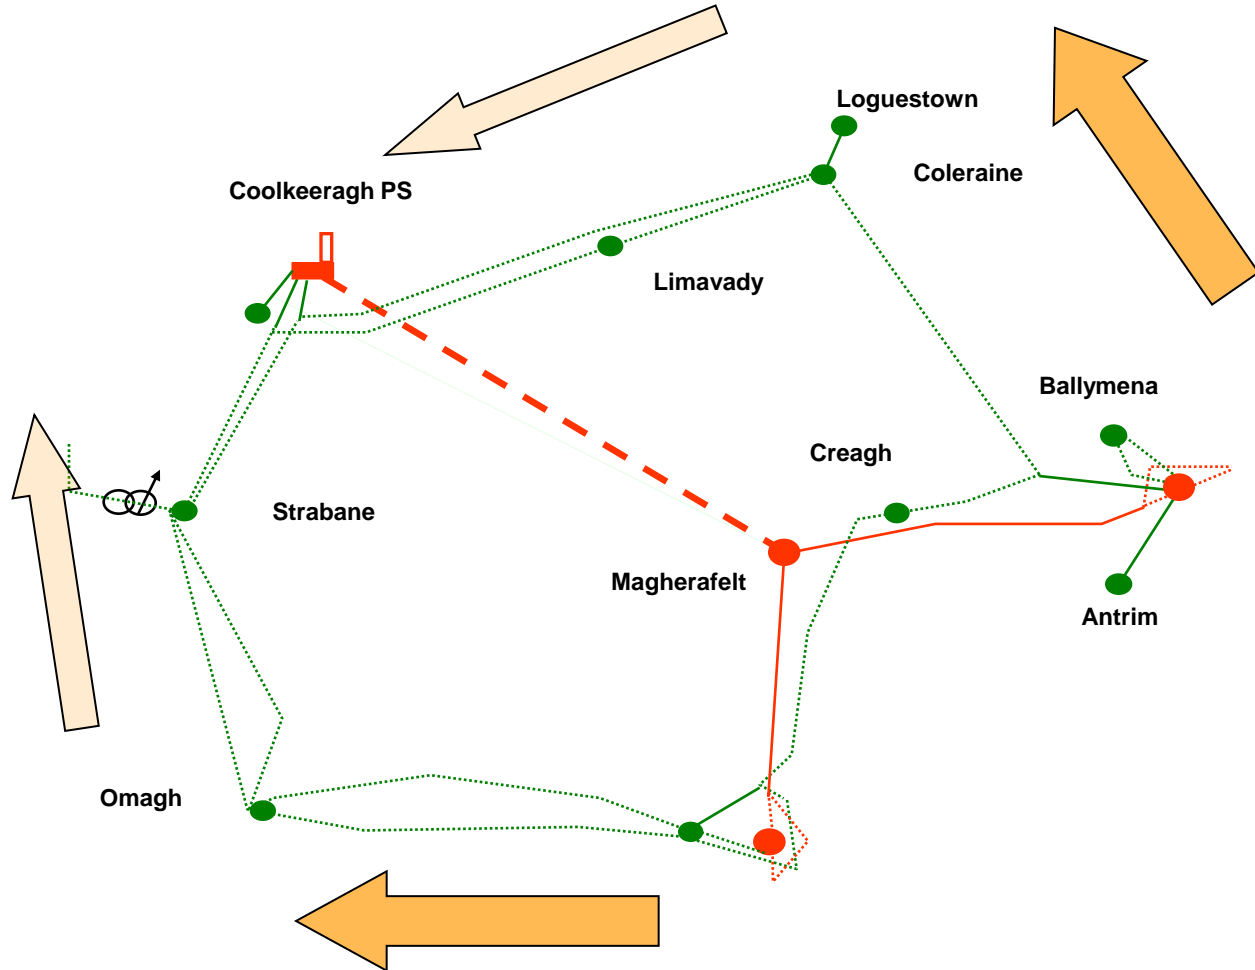 Loguestown
Coleraine
Coolkeeragh PS
Limavady
Ballymena
Creagh
Strabane
Magherafelt
Antrim
Omagh